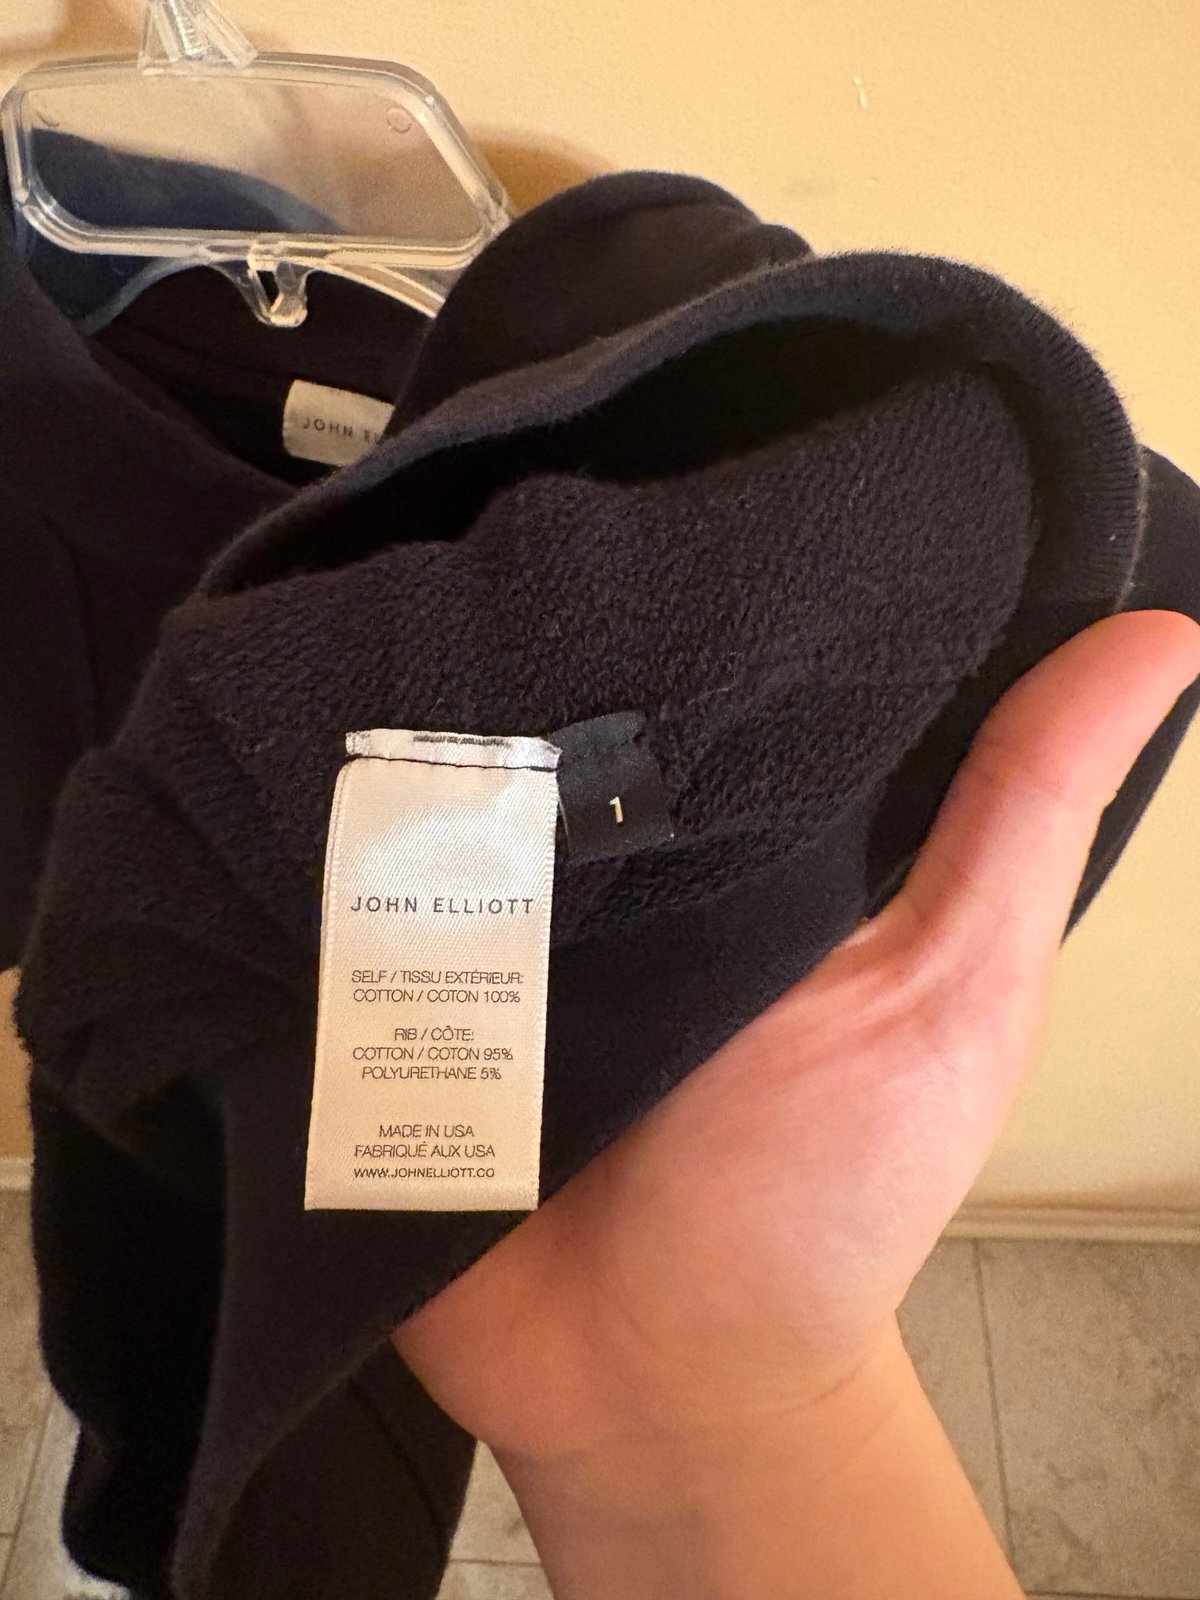 JOHN
1
JOHN ELLIOTT
SELF / TISSU EXTÉRIEUR:
COTTON / COTON 100%
RIB / CÔTE:
COTTON / COTON 95%
POLYURETHANE 5%
MADE IN USA
FABRIQUÉ AUX USA
WWW.JOHNELLIOTT.CO